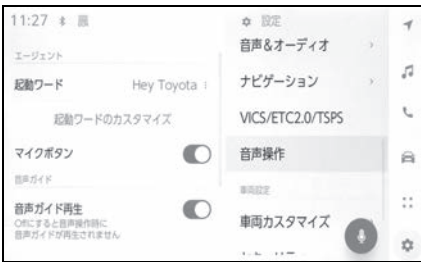 11:27
エージェント
起動ワード Hey Toyota
起動ワードのカスタマイズ
マイクボタン
音声ガイド
音声ガイド再生
Offにすると音声操作時に
音声ガイドが再生されません
設定
音声&オーディオ
ナビゲーション
VICS/ETC2.0/TSPS
音声操作
車両設定
車両カスタマイズ